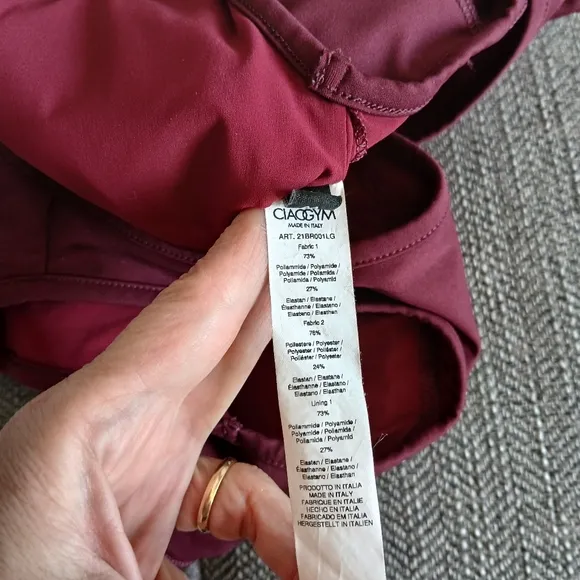 CIAOGYM
MADE IN ITALY
ART. 21BR001LG
Fabric 1
73%
Poliammide / Polyamide /
Polyamide / Poliamida /
Poliamida / Polyamid
27%
Elastan / Elastane /
Élasthanne / Elastano /
Elastano / Elasthan
Fabric 2
76%
Poliestere / Polyester /
Polyester / Poliéster /
Poliéster / Polyester
24%
Elastan / Elastane /
Élasthanne / Elastano /
Elastano / Elasthan
Lining 1
73%
Poliammide / Polyamide /
Polyamide / Poliamida /
Poliamida / Polyamid
27%
Elastan / Elastane /
Élasthanne / Elastano /
Elastano / Elasthan
PRODOTTO IN ITALIA
MADE IN ITALY
FABRIQUE EN ITALIE
HECHO EN ITALIA
FABRICADO EM ITALIA
HERGESTELLT IN ITALIEN